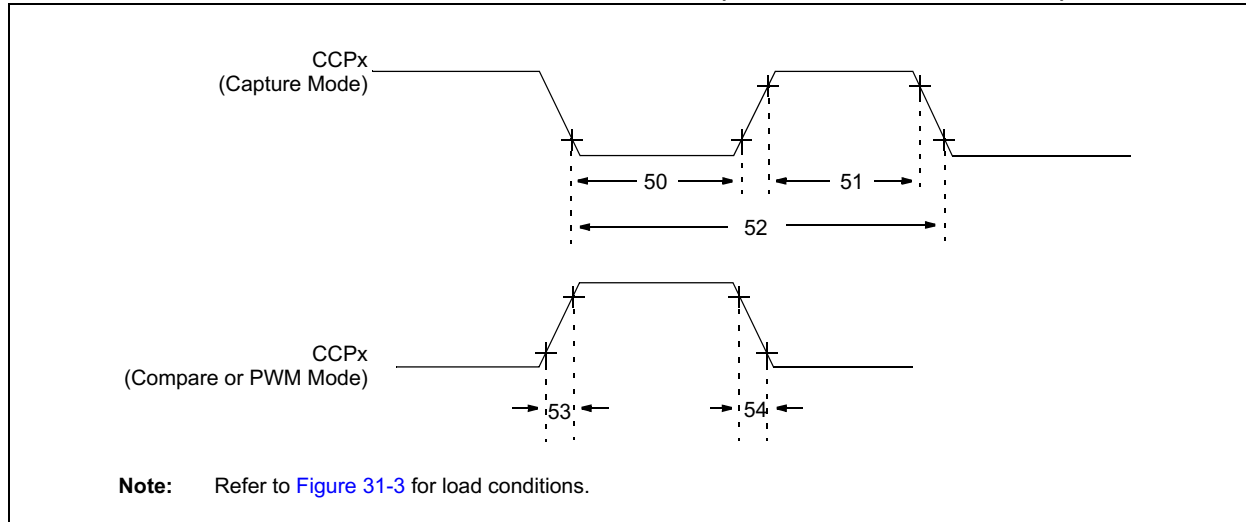 CCPx
(Capture Mode)
50
51
52
CCPx
(Compare or PWM Mode)
53
54
Note: Refer to Figure 31-3 for load conditions.